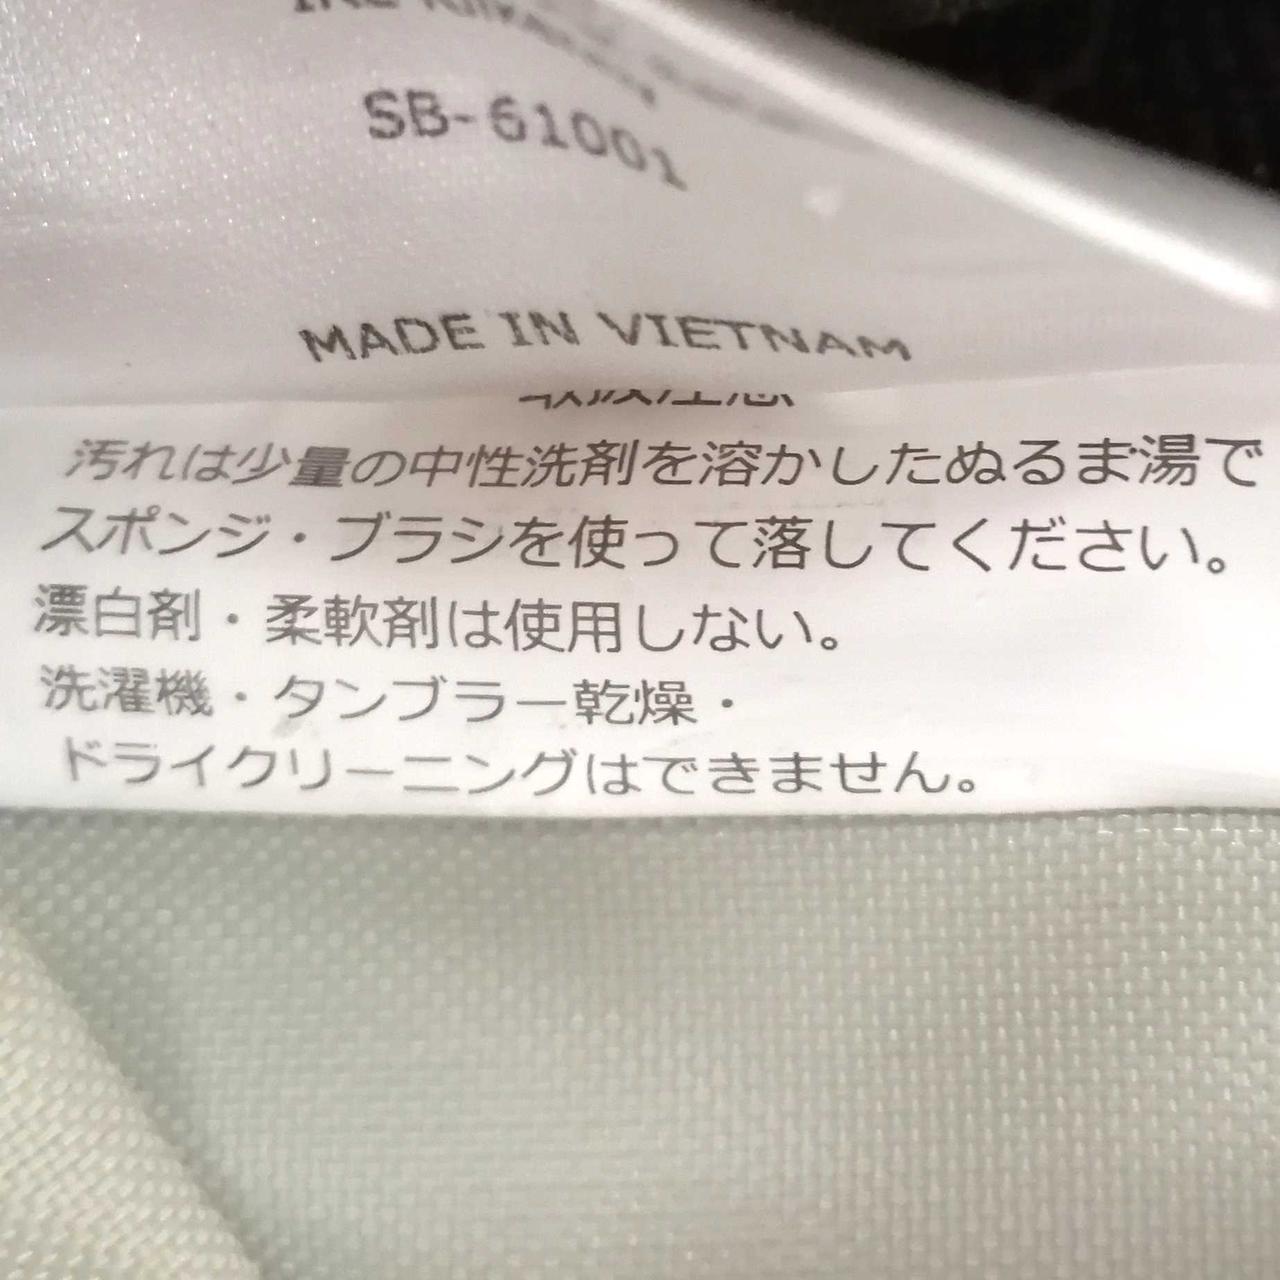 SB-61001
MADE IN VIETNAM
汚れは少量の中性洗剤を溶かしたぬるま湯で
スポンジ・ブラシを使って落してください。
漂白剤・柔軟剤は使用しない。
洗濯機・タンブラー乾燥・
ドライクリーニングはできません。